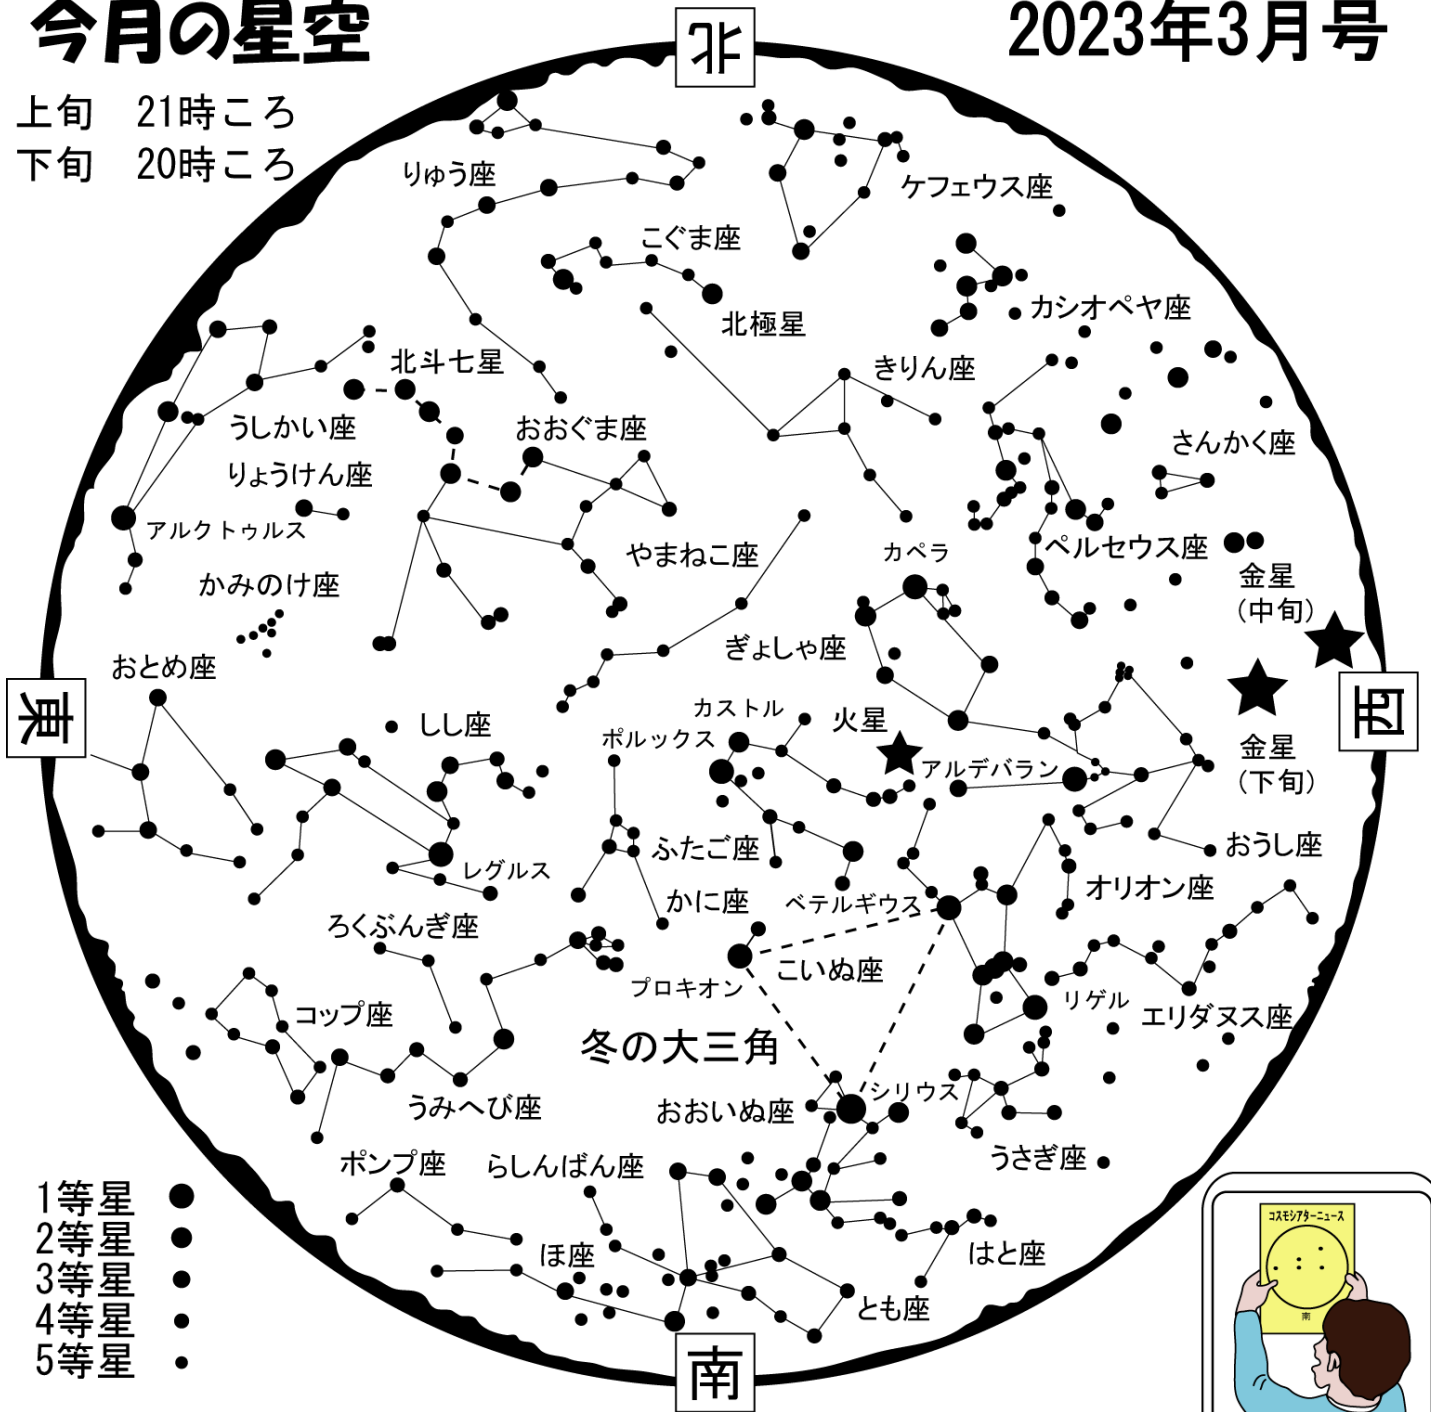 今月の星空
2023年3月号
上旬　21時ころ
下旬　20時ころ
北
りゅう座
ケフェウス座
こぐま座
北極星
カシオペヤ座
北斗七星
きりん座
うしかい座
おおぐま座
さんかく座
りょうけん座
アルクトゥルス
やまねこ座
カペラ
ペルセウス座
金星
(中旬)
かみのけ座
ぎょしゃ座
おとめ座
東
西
しし座
カストル
火星
ポルックス
アルデバラン
金星
(下旬)
ふたご座
おうし座
レグルス
かに座
ベテルギウス
オリオン座
ろくぶんぎ座
こいぬ座
プロキオン
リゲル
エリダヌス座
コップ座
冬の大三角
うみへび座
おおいぬ座
シリウス
うさぎ座
ポンプ座
らしんばん座
ほ座
はと座
とも座
南
1等星
2等星
3等星
4等星
5等星
コスモシアターニュース
南